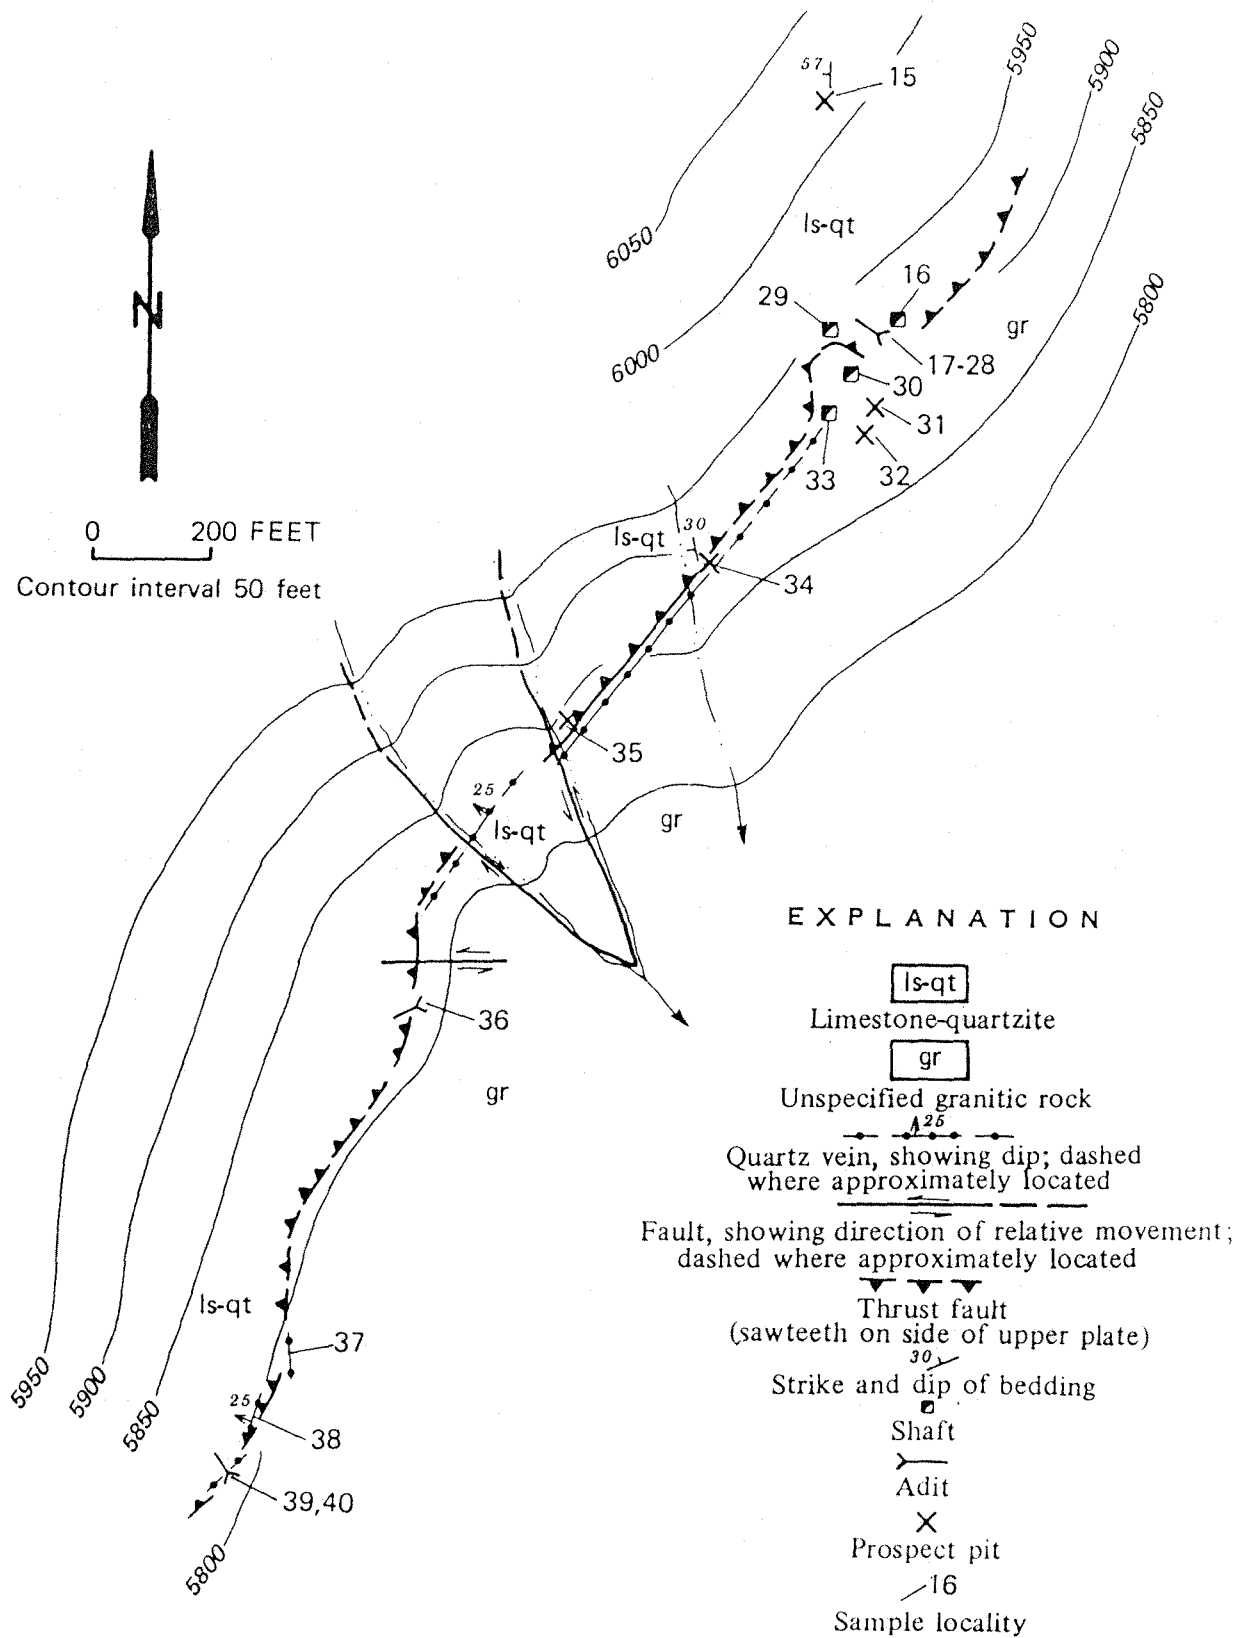 5950
5900
5850
57
15
ls-qt
6050
16
5800
29
gr
N
6000
17-28
30
31
33
32
0 200 FEET
Contour interval 50 feet
ls-qt
30
34
35
25
ls-qt
gr
36
gr
ls-qt
37
5950
5900
5850
25
38
39,40
5800
EXPLANATION
ls-qt
Limestone-quartzite
gr
Unspecified granitic rock
25
Quartz vein, showing dip; dashed
where approximately located
Fault, showing direction of relative movement;
dashed where approximately located
Thrust fault
(sawteeth on side of upper plate)
30
Strike and dip of bedding
Shaft
Adit
Prospect pit
16
Sample locality